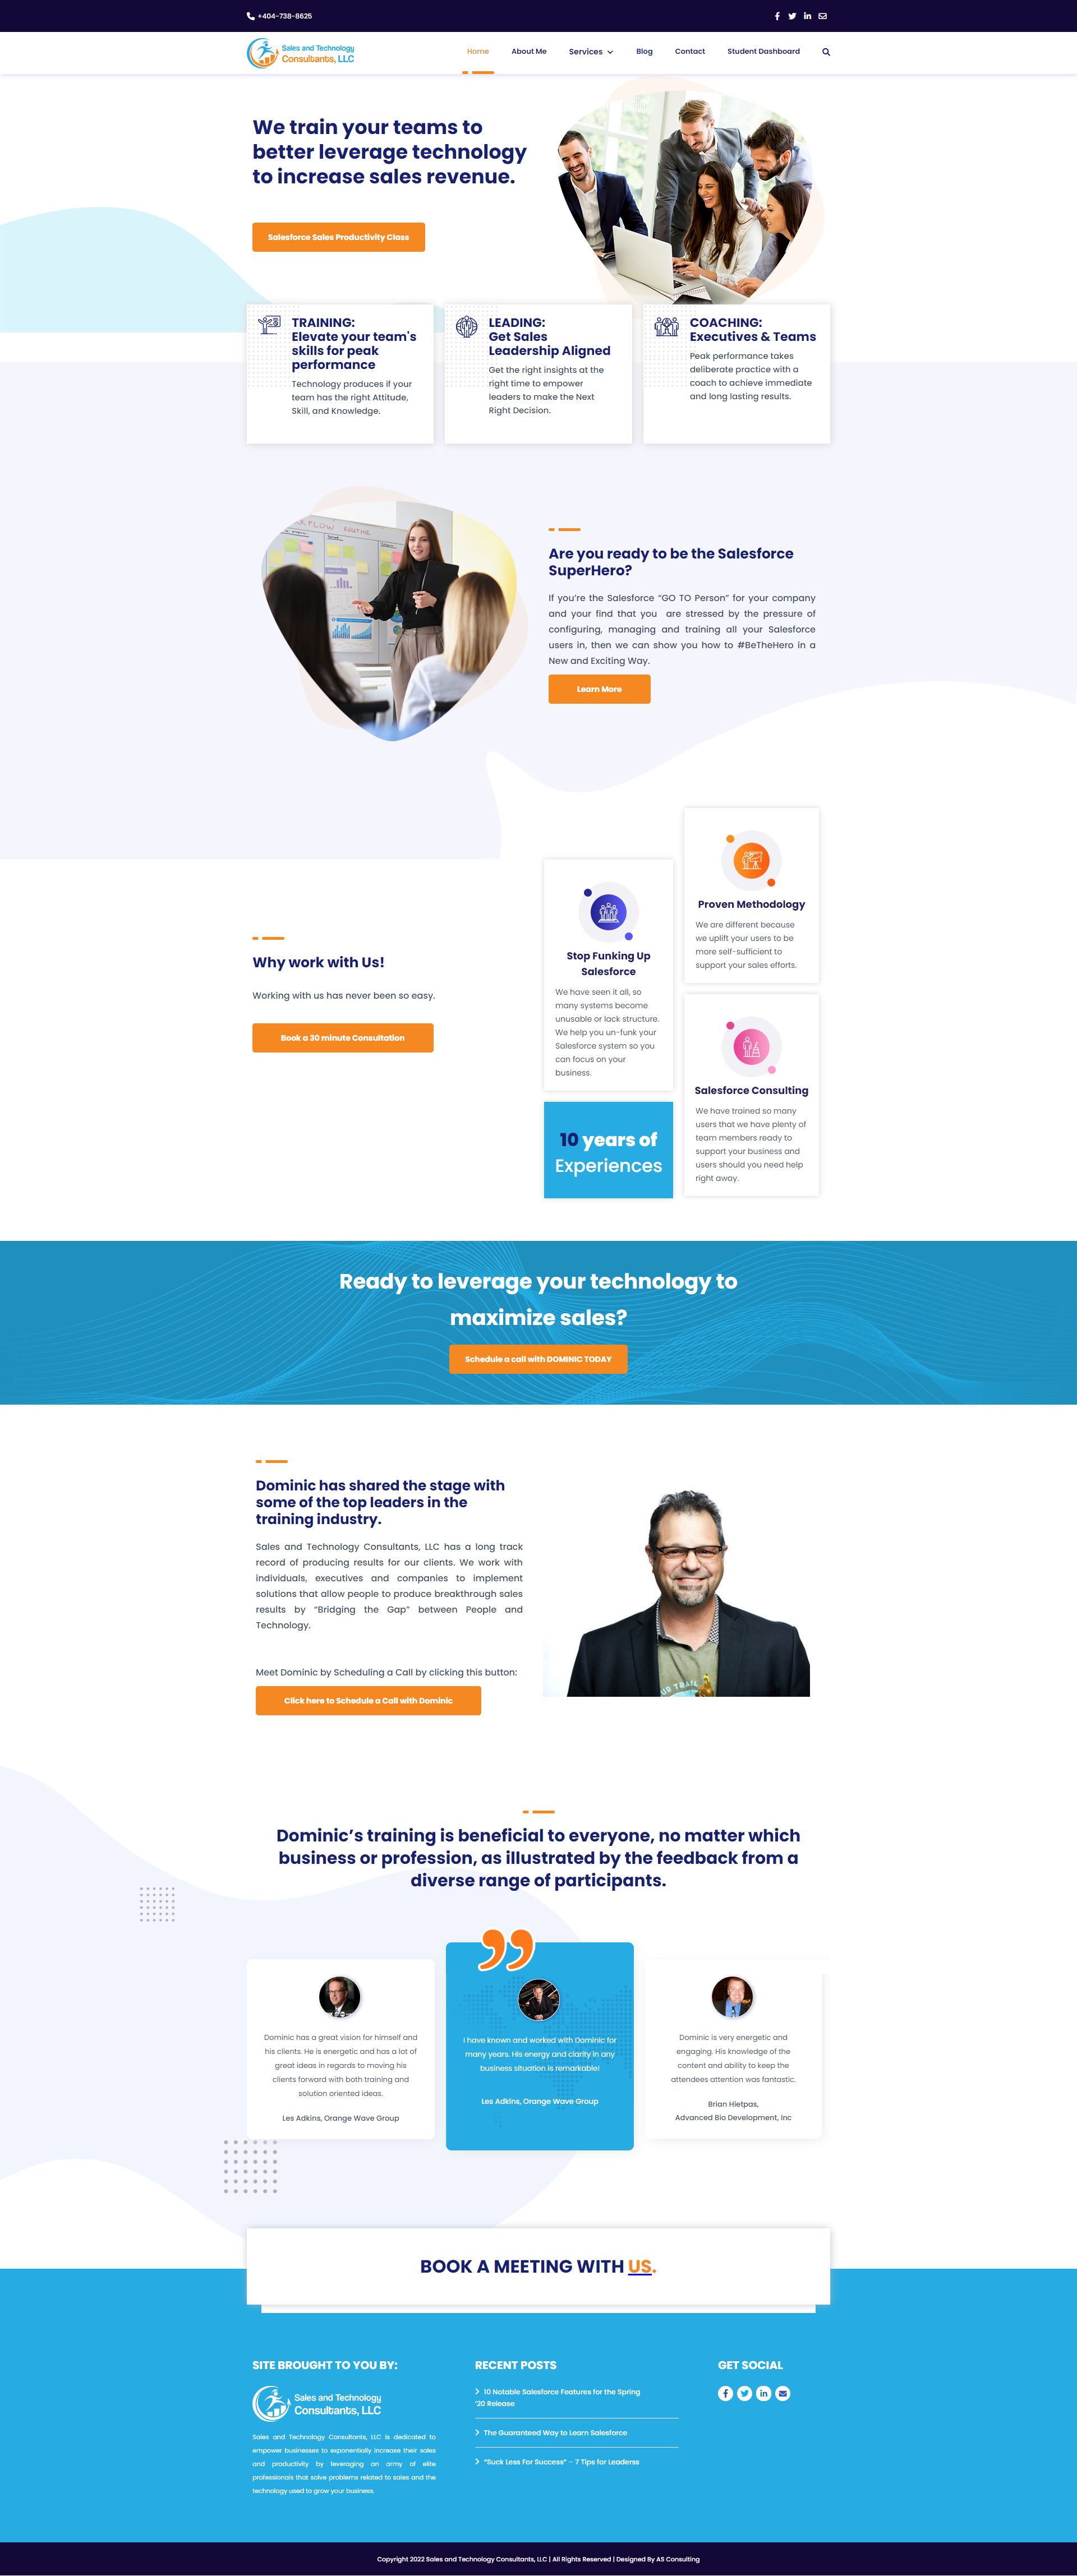 +404-738-8625
Sales and Technology
Consultants, LLC
Home
About Me
Services
Blog
Contact
Student Dashboard
We train your teams to
better leverage technology
to increase sales revenue.
Salesforce Sales Productivity Class
TRAINING:
Elevate your team's
skills for peak
performance
Technology produces if your
team has the right Attitude,
Skill, and Knowledge.
LEADING:
Get Sales
Leadership Aligned
Get the right insights at the
right time to empower
leaders to make the Next
Right Decision.
COACHING:
Executives & Teams
Peak performance takes
deliberate practice with a
coach to achieve immediate
and long lasting results.
FLOW ROUTINE
Are you ready to be the Salesforce
SuperHero?
If you're the Salesforce “GO TO Person” for your company
and your find that you are stressed by the pressure of
configuring, managing and training all your Salesforce
users in, then we can show you how to #BeTheHero in a
New and Exciting Way.
Learn More
Why work with Us!
Working with us has never been so easy.
Book a 30 minute Consultation
Stop Funking Up
Salesforce
We have seen it all, so
many systems become
unusable or lack structure.
We help you un-funk your
Salesforce system so you
can focus on your
business.
10 years of
Experiences
Proven Methodology
We are different because
we uplift your users to be
more self-sufficient to
support your sales efforts.
Salesforce Consulting
We have trained so many
users that we have plenty of
team members ready to
support your business and
users should you need help
right away.
Ready to leverage your technology to
maximize sales?
Schedule a call with DOMINIC TODAY
Dominic has shared the stage with
some of the top leaders in the
training industry.
Sales and Technology Consultants, LLC has a long track
record of producing results for our clients. We work with
individuals, executives and companies to implement
solutions that allow people to produce breakthrough sales
results by “Bridging the Gap” between People and
Technology.
Meet Dominic by Scheduling a Call by clicking this button:
Click here to Schedule a Call with Dominic
Dominic's training is beneficial to everyone, no matter which
business or profession, as illustrated by the feedback from a
diverse range of participants.
Dominic has a great vision for himself and
his clients. He is energetic and has a lot of
great ideas in regards to moving his
clients forward with both training and
solution oriented ideas.
Les Adkins, Orange Wave Group
I have known and worked with Dominic for
many years. His energy and clarity in any
business situation is remarkable!
Les Adkins, Orange Wave Group
Dominic is very energetic and
engaging. His knowledge of the
content and ability to keep the
attendees attention was fantastic.
Brian Hietpas,
Advanced Bio Development, Inc
BOOK A MEETING WITH US.
SITE BROUGHT TO YOU BY:
Sales and Technology
Consultants, LLC
Sales and Technology Consultants, LLC is dedicated to
empower businesses to exponentially increase their sales
and productivity by leveraging an army of elite
professionals that solve problems related to sales and the
technology used to grow your business.
RECENT POSTS
10 Notable Salesforce Features for the Spring
'20 Release
The Guaranteed Way to Learn Salesforce
“Suck Less For Success” – 7 Tips for Leaderss
GET SOCIAL
Copyright 2022 Sales and Technology Consultants, LLC | All Rights Reserved | Designed By AS Consulting